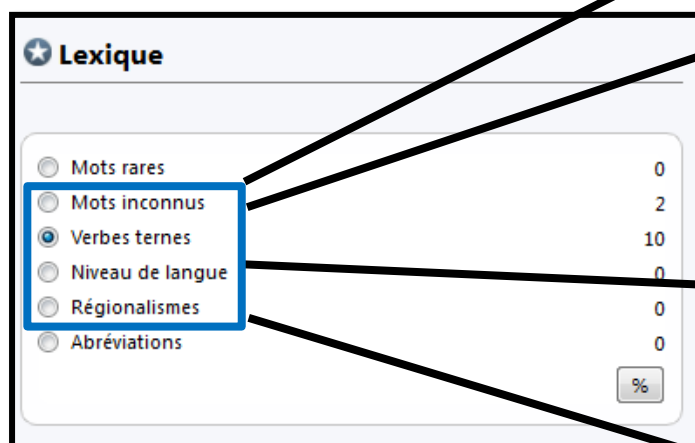 Lexique
Mots rares 0
Mots inconnus 2
Verbes ternes 10
Niveau de langue 0
Régionalismes 0
Abréviations 0
%